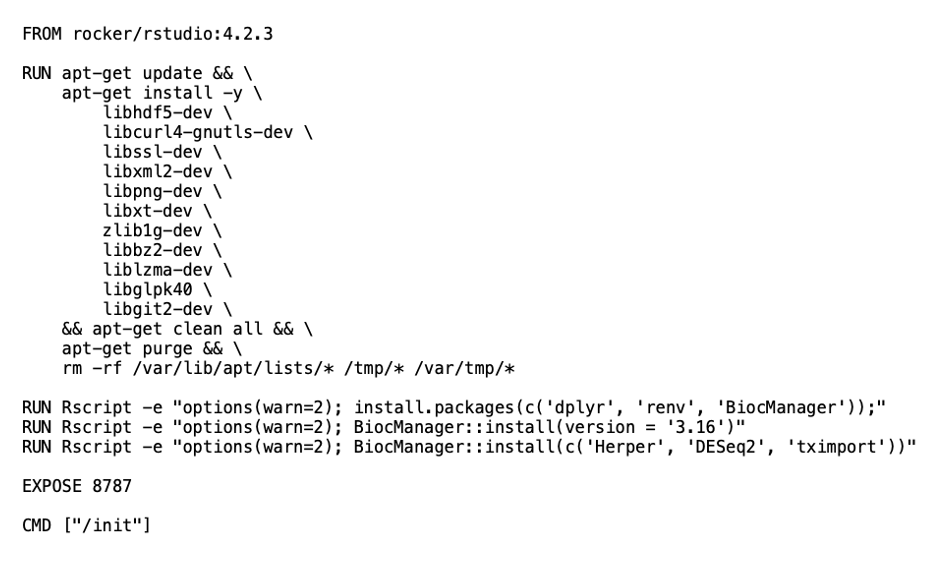 FROM rocker/rstudio:4.2.3

RUN apt-get update && \
    apt-get install -y \
        libhdf5-dev \
        libcurl4-gnutls-dev \
        libssl-dev \
        libxml2-dev \
        libpng-dev \
        libxt-dev \
        zlib1g-dev \
        libbz2-dev \
        liblzma-dev \
        libglpk40 \
        libgit2-dev \
    && apt-get clean all && \
    apt-get purge && \
    rm -rf /var/lib/apt/lists/* /tmp/* /var/tmp/*

RUN Rscript -e "options(warn=2); install.packages(c('dplyr', 'renv', 'BiocManager'));"
RUN Rscript -e "options(warn=2); BiocManager::install(version = '3.16')"
RUN Rscript -e "options(warn=2); BiocManager::install(c('Herper', 'DESeq2', 'tximport'))"

EXPOSE 8787

CMD ["/init"]